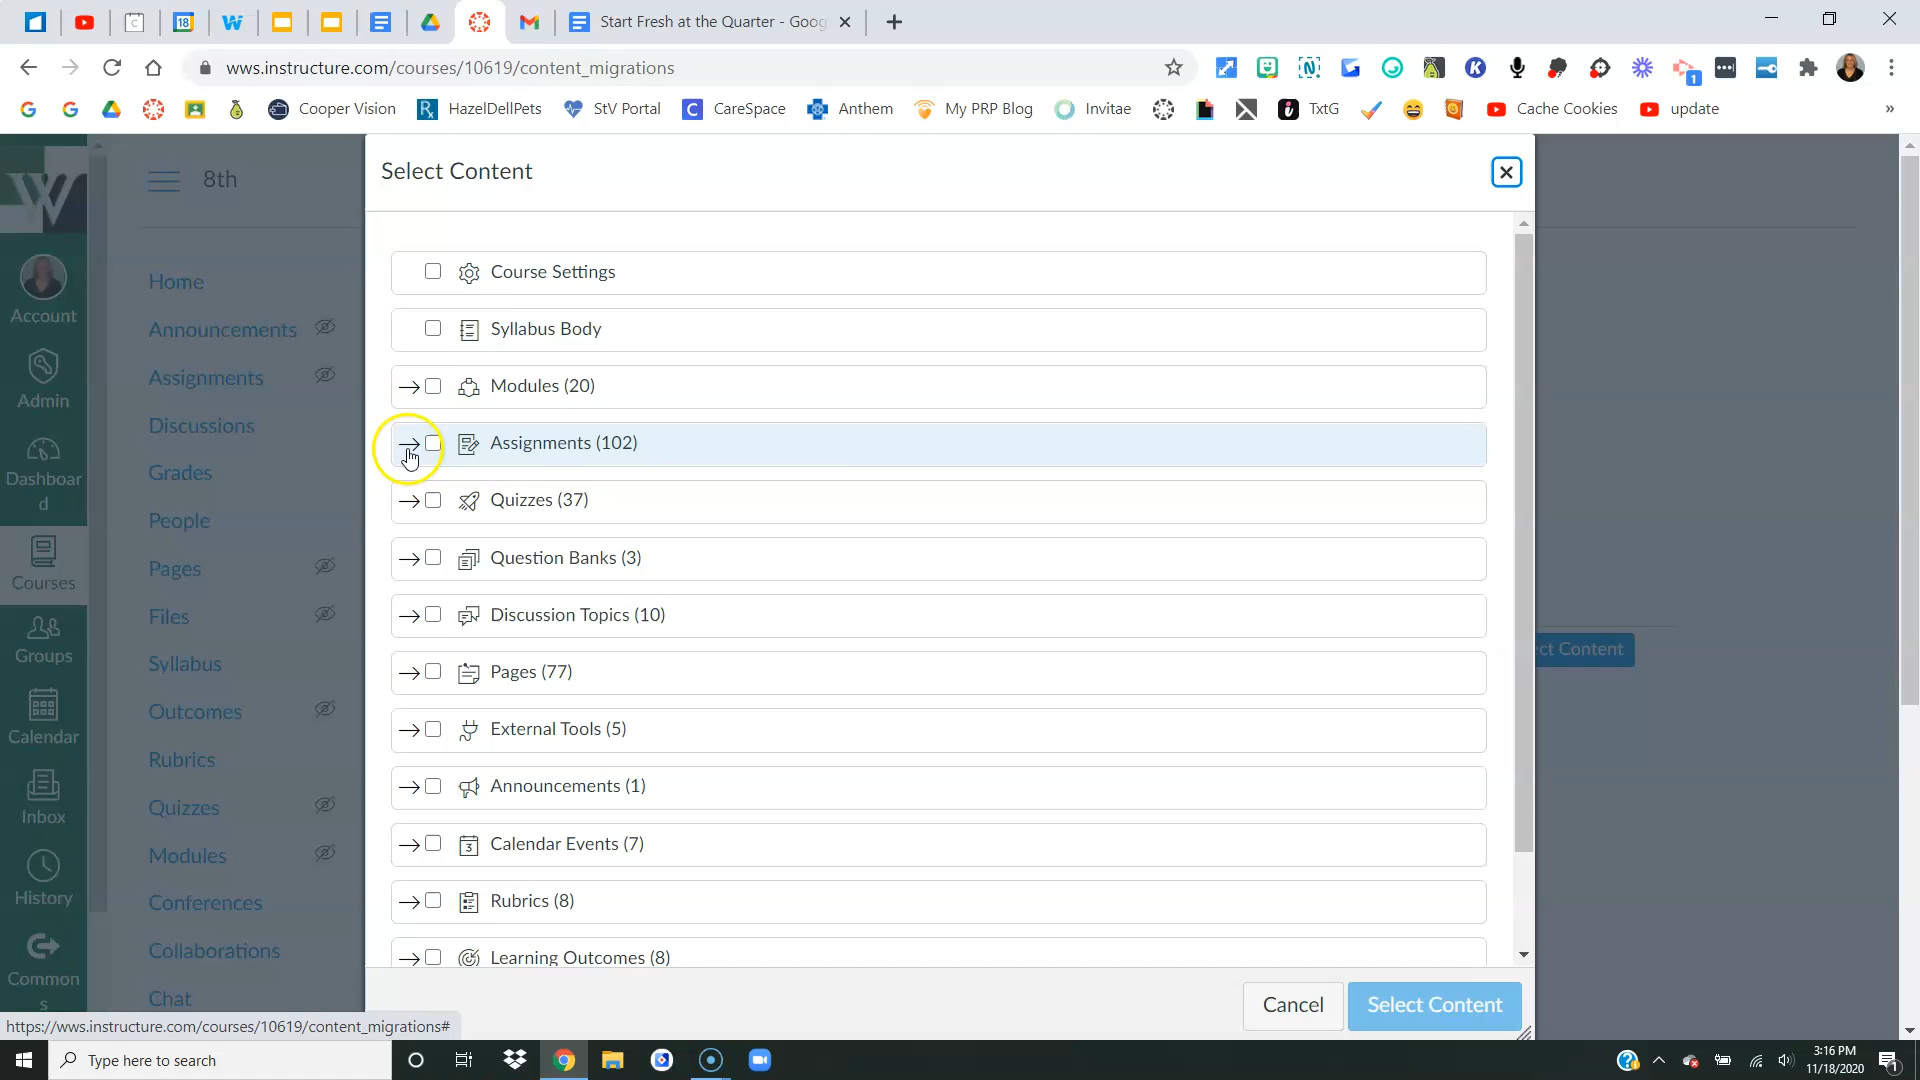 Start Fresh at the Quarter - Goog
wws.instructure.com/courses/10619/content_migrations
Cooper Vision
HazelDellPets
StV Portal
CareSpace
Anthem
My PRP Blog
Invitae
TxtG
Cache Cookies
update
»
Account
Admin
Dashboar
d
Courses
Groups
Calendar
Inbox
History
Common
s
8th
Home
Announcements
Assignments
Discussions
Grades
People
Pages
Files
Syllabus
Outcomes
Rubrics
Quizzes
Modules
Conferences
Collaborations
Chat
Select Content
Course Settings
Syllabus Body
Modules (20)
Assignments (102)
Quizzes (37)
Question Banks (3)
Discussion Topics (10)
Pages (77)
External Tools (5)
Announcements (1)
Calendar Events (7)
Rubrics (8)
Learning Outcomes (8)
ct Content
Cancel
Select Content
https://wws.instructure.com/courses/10619/content_migrations#
Type here to search
3:16 PM
11/18/2020